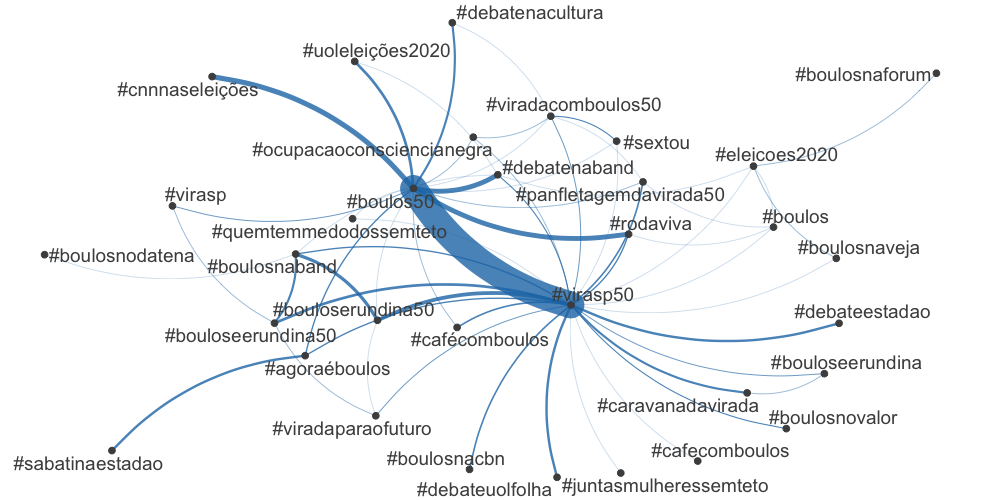 #debatenacultura
#uoleleições2020
#boulosnaforum
#cnnnaseleições
#viradacomboulos50
#sextou
#ocupacaoconsciencianegra
#eleicoes2020
#debatenaband
#virasp
#panfletagemdavirada50
#boulos50
#boulos
#rodaviva
#quemtemmedodossemteto
#boulosnaveja
#boulosnodatena
#boulosnaband
#virasp50
#bouloserundina50
#debateestadao
#bouloseerundina50
#cafécomboulos
#bouloseerundina
#agoraéboulos
#caravanadavirada
#boulosnovalor
#viradaparaofuturo
#cafecomboulos
#boulosnacbn
#sabatinaestadao
#juntasmulheressemteto
#debateuolfolha